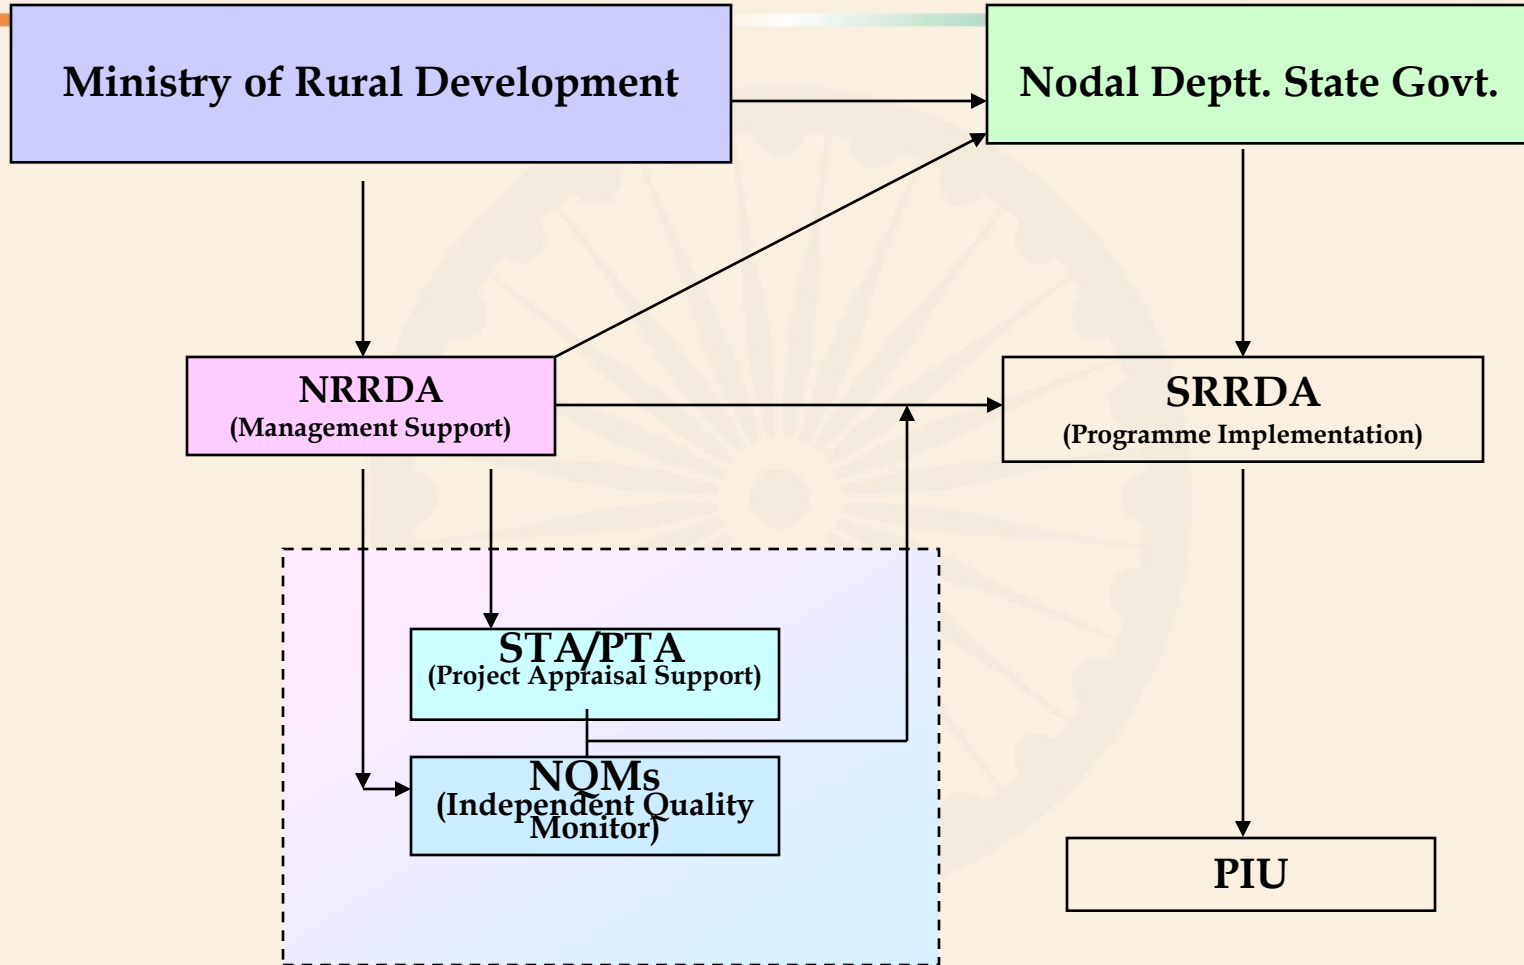 Ministry of Rural Development
Nodal Deptt. State Govt.
NRRDA
(Management Support)
SRRDA
(Programme Implementation)
STA/PTA
(Project Appraisal Support)
NQMs
(Independent Quality
Monitor)
PIU